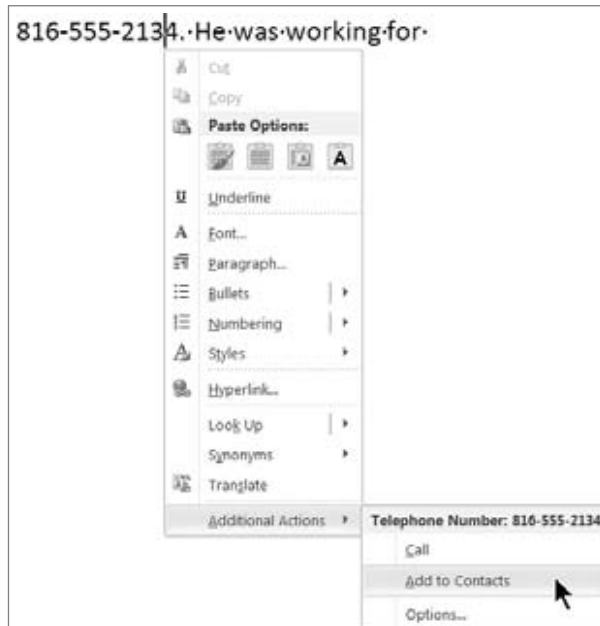 816-555-2134.·He·was·working·for·
Cut
Copy
Paste Options:
A
U Underline
A Font...
Paragraph...
Bullets
Numbering
A Styles
Hyperlink...
Look Up
Synonyms
Translate
Additional Actions
Telephone Number: 816-555-2134
Call
Add to Contacts
Options...